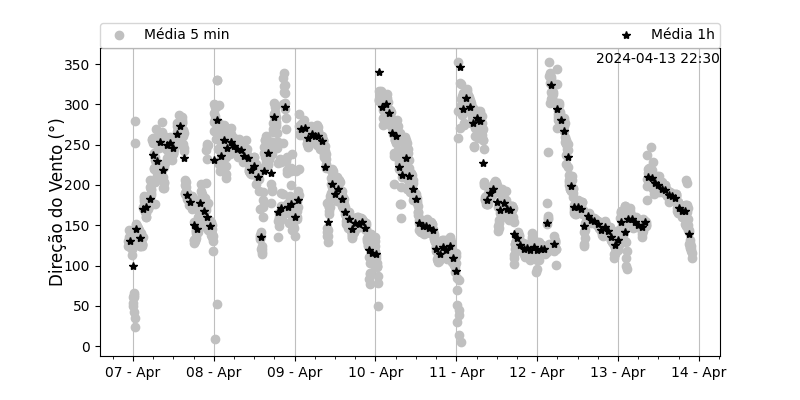 Média 5 min
Média 1h
2024-04-13 22:30
Direção do Vento (°)
350
300
250
200
150
100
50
0
07 - Apr
08 - Apr
09 - Apr
10 - Apr
11 - Apr
12 - Apr
13 - Apr
14 - Apr